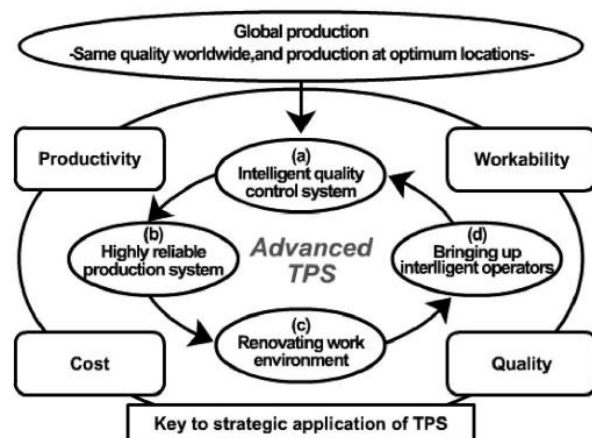 Global production
-Same quality worldwide,and production at optimum locations-
Productivity
Workability
(a)
Intelligent quality
control system
(b)
Highly reliable
production system
Advanced
TPS
(d)
Bringing up
interlligent operators
(c)
Renovating work
environment
Cost
Quality
Key to strategic application of TPS